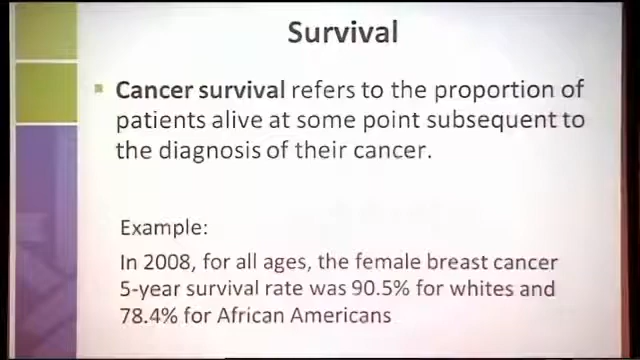 Survival
Cancer survival refers to the proportion of
patients alive at some point subsequent to
the diagnosis of their cancer.
Example:
In 2008, for all ages, the female breast cancer
5-year survival rate was 90.5% for whites and
78.4% for African Americans